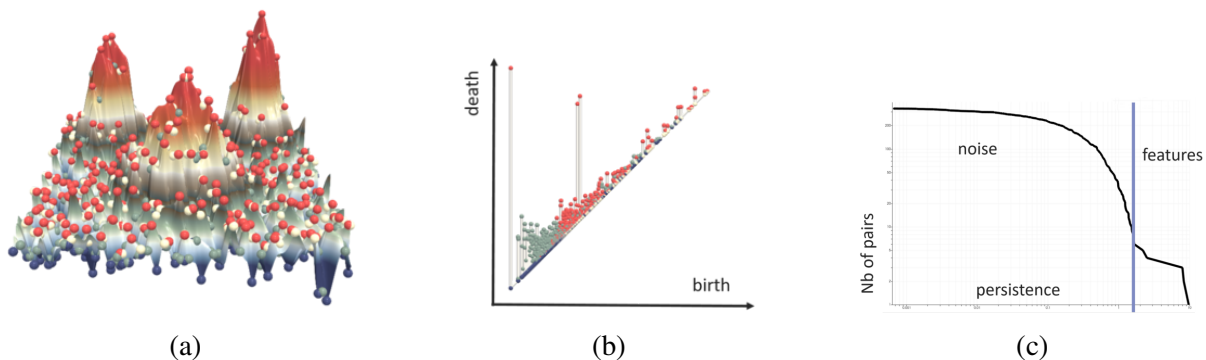 death
birth
noise
features
Nb of pairs
persistence
(a)
(b)
(c)